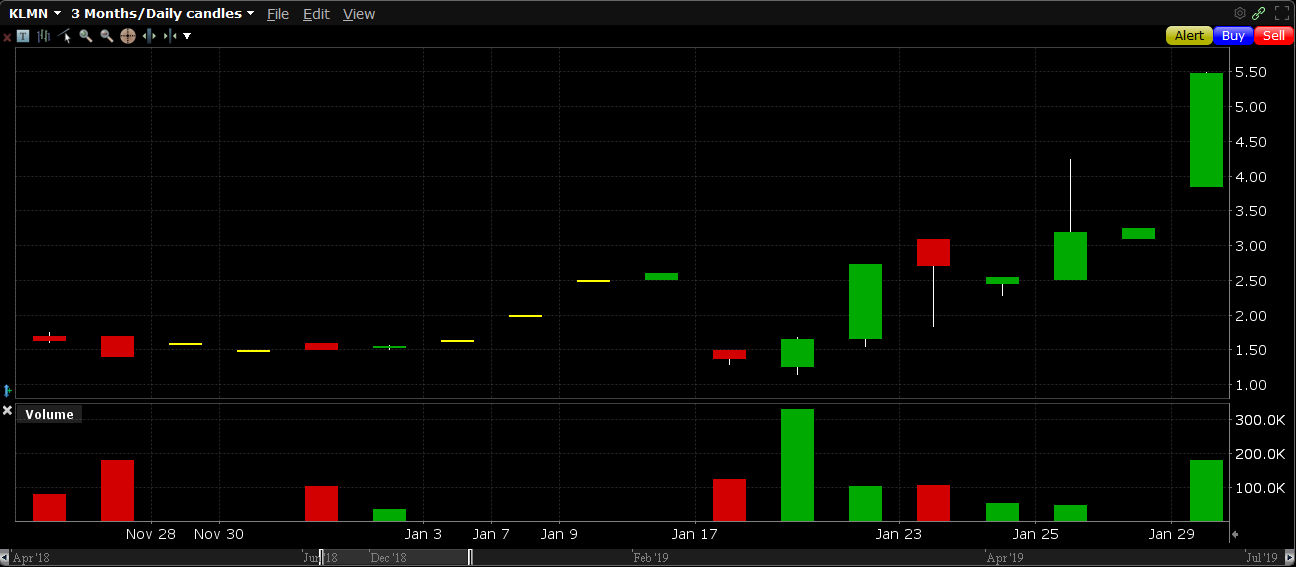 KLMN 3 Months/Daily candles File Edit View
T Alert Buy Sell
5.50
5.00
4.50
4.00
3.50
3.00
2.50
2.00
1.50
1.00
Volume
300.0K
200.0K
100.0K
Nov 28 Nov 30 Jan 3 Jan 7 Jan 9 Jan 17 Jan 23 Jan 25 Jan 29
Apr '18 Jun '18 Dec '18 Feb '19 Apr '19 Jul '19